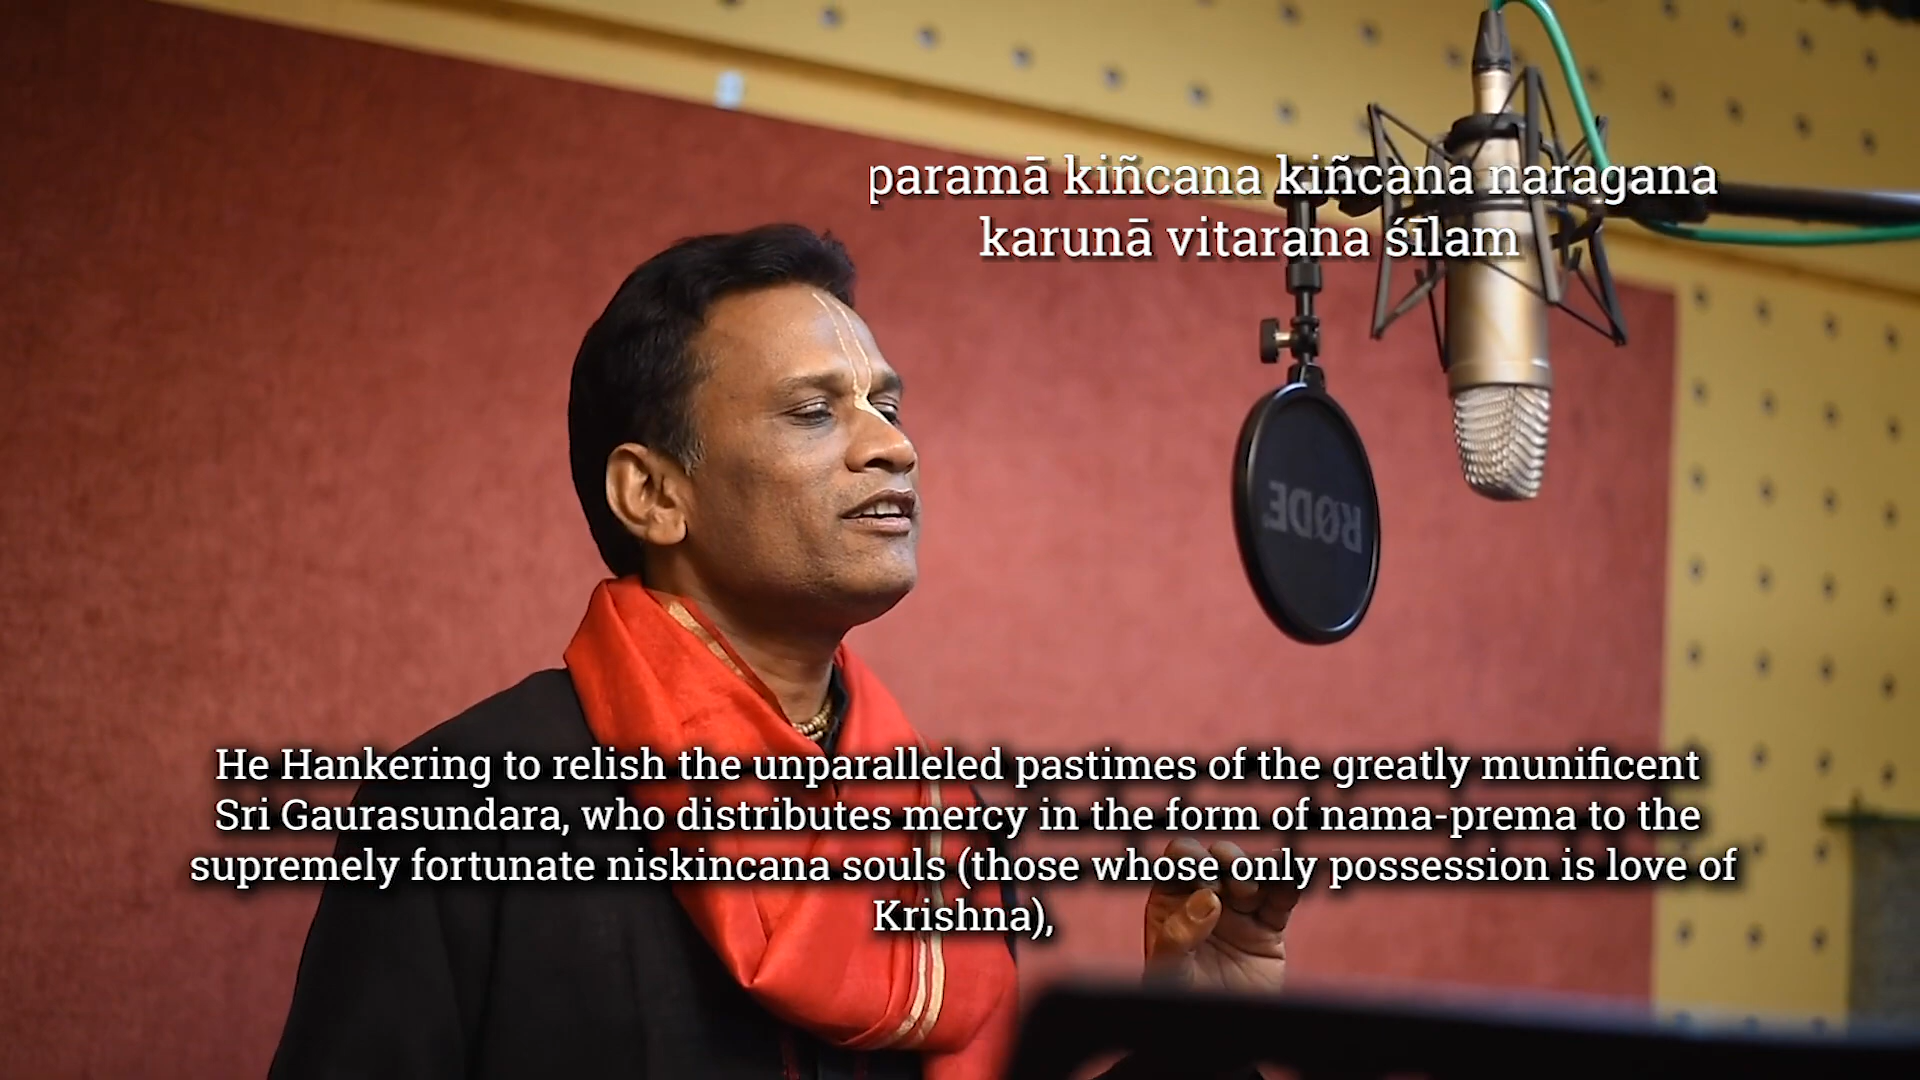 paramā kiñcana kiñcana naragana
karunā vitarana śīlam
RØDE
He Hankering to relish the unparalleled pastimes of the greatly munificent
Sri Gaurasundara, who distributes mercy in the form of nama-prema to the
supremely fortunate niskincana souls (those whose only possession is love of
Krishna),